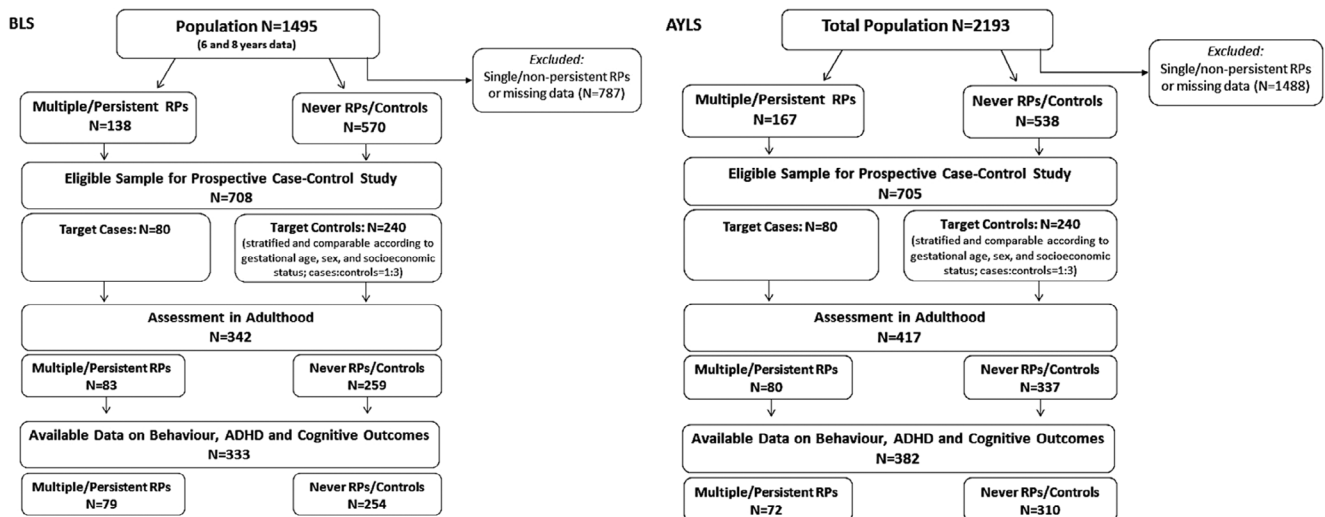 BLS
Population N=1495
(6 and 8 years data)
Excluded:
Single/non-persistent RPs
or missing data (N=787)
Multiple/Persistent RPs
N=138
Never RPs/Controls
N=570
Eligible Sample for Prospective Case-Control Study
N=708
Target Cases: N=80
Target Controls: N=240
(stratified and comparable according to
gestational age, sex, and socioeconomic
status; cases:controls=1:3)
Assessment in Adulthood
N=342
Multiple/Persistent RPs
N=83
Never RPs/Controls
N=259
Available Data on Behaviour, ADHD and Cognitive Outcomes
N=333
Multiple/Persistent RPs
N=79
Never RPs/Controls
N=254
AYLS
Total Population N=2193
Excluded:
Single/non-persistent RPs
or missing data (N=1488)
Multiple/Persistent RPs
N=167
Never RPs/Controls
N=538
Eligible Sample for Prospective Case-Control Study
N=705
Target Cases: N=80
Target Controls: N=240
(stratified and comparable according to
gestational age, sex, and socioeconomic
status; cases:controls=1:3)
Assessment in Adulthood
N=417
Multiple/Persistent RPs
N=80
Never RPs/Controls
N=337
Available Data on Behaviour, ADHD and Cognitive Outcomes
N=382
Multiple/Persistent RPs
N=72
Never RPs/Controls
N=310